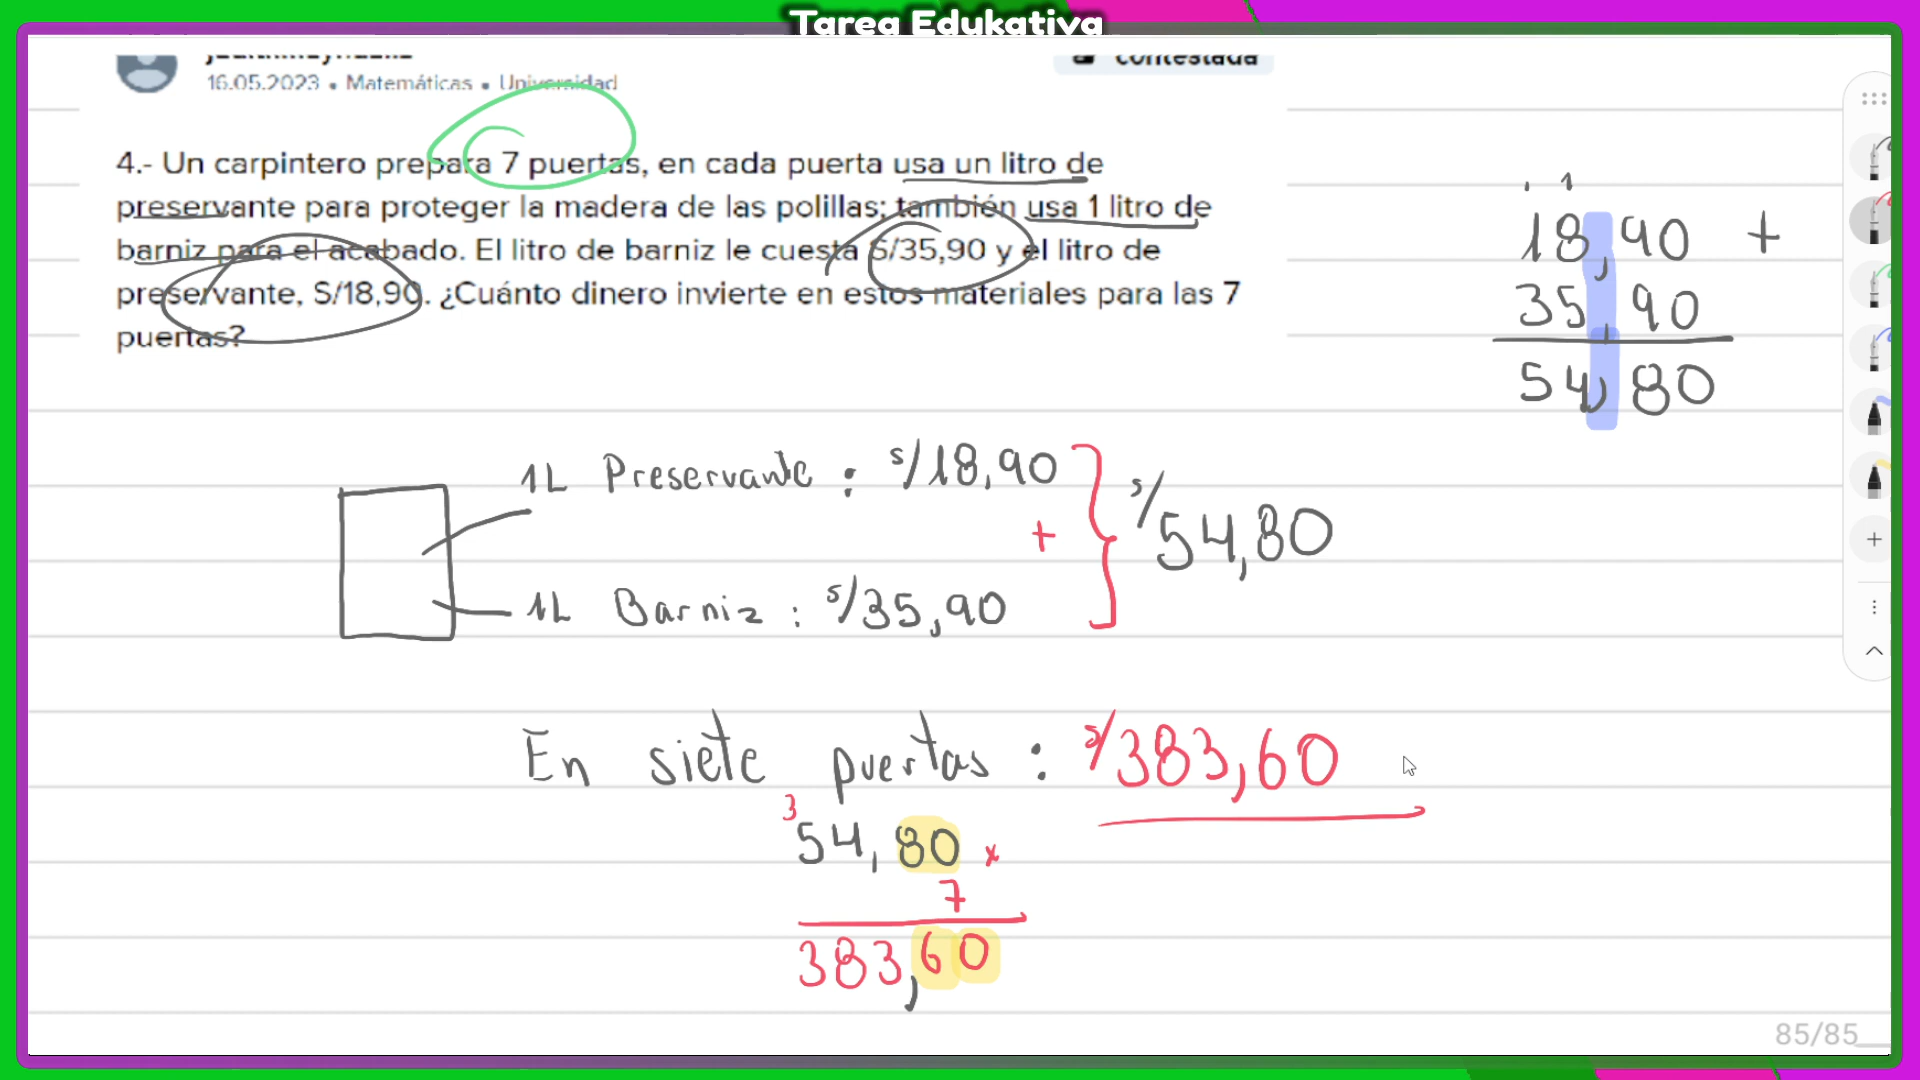 Tarea Edukativa
16.05.2023 • Matemáticas • Universidad
contestada
4.- Un carpintero prepara 7 puertas, en cada puerta usa un litro de
preservante para proteger la madera de las polillas; también usa 1 litro de
barniz para el acabado. El litro de barniz le cuesta S/35,90 y el litro de
preservante, S/18,90. ¿Cuánto dinero invierte en estos materiales para las 7
puertas?
1
18,90 +
35,90
54,80
1L Preservante : s/18,90
+
s/54,80
1L Barniz : s/35,90
En siete puertas : s/383,60
3
54,80 x
7
383,60
85/85